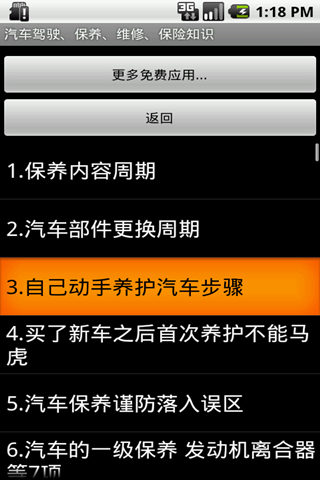 3G
1:18 PM
汽车驾驶、保养、维修、保险知识
更多免费应用...
返回
1.保养内容周期
2.汽车部件更换周期
3.自己动手养护汽车步骤
4.买了新车之后首次养护不能马
虎
5.汽车保养谨防落入误区
6.汽车的一级保养 发动机离合器
等7项